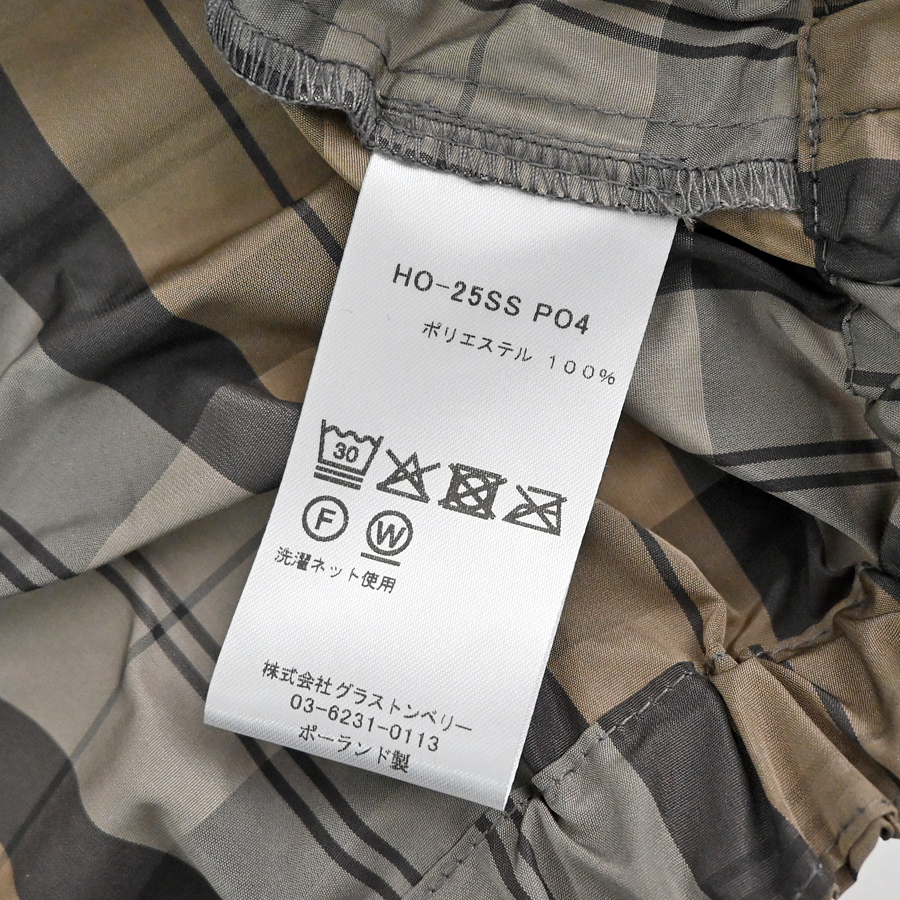 HO-25SS PO4
ポリエステル 100%
30
F W
洗濯ネット使用
株式会社グラストンベリー
03-6231-0113
ポーランド製